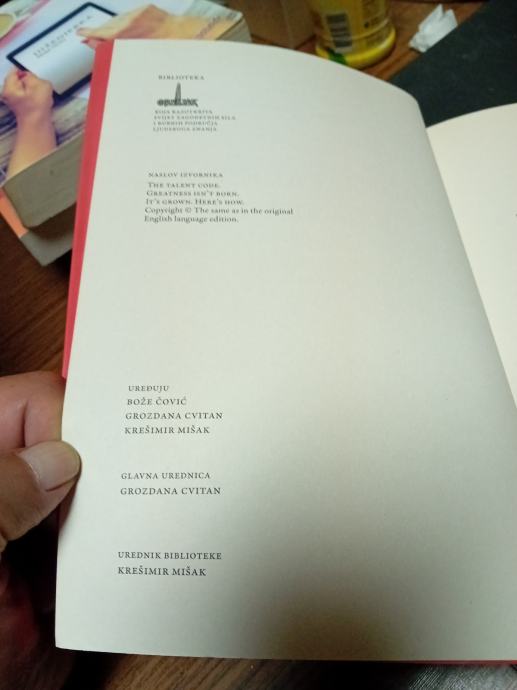 BIBLIOTEKA
KOJA RAZOTKRIVA
SVIJET ZAGONETNIH SILA
I RUBNIH PODRUČJA
LJUDSKOGA ZNANJA
NASLOV IZVORNIKA
THE TALENT CODE.
GREATNESS ISN'T BORN.
IT'S GROWN. HERE'S HOW.
Copyright © The same as in the original
English language edition.
UREĐUJU
BOŽE ČOVIĆ
GROZDANA CVITAN
KREŠIMIR MIŠAK
GLAVNA UREDNICA
GROZDANA CVITAN
UREDNIK BIBLIOTEKE
KREŠIMIR MIŠAK